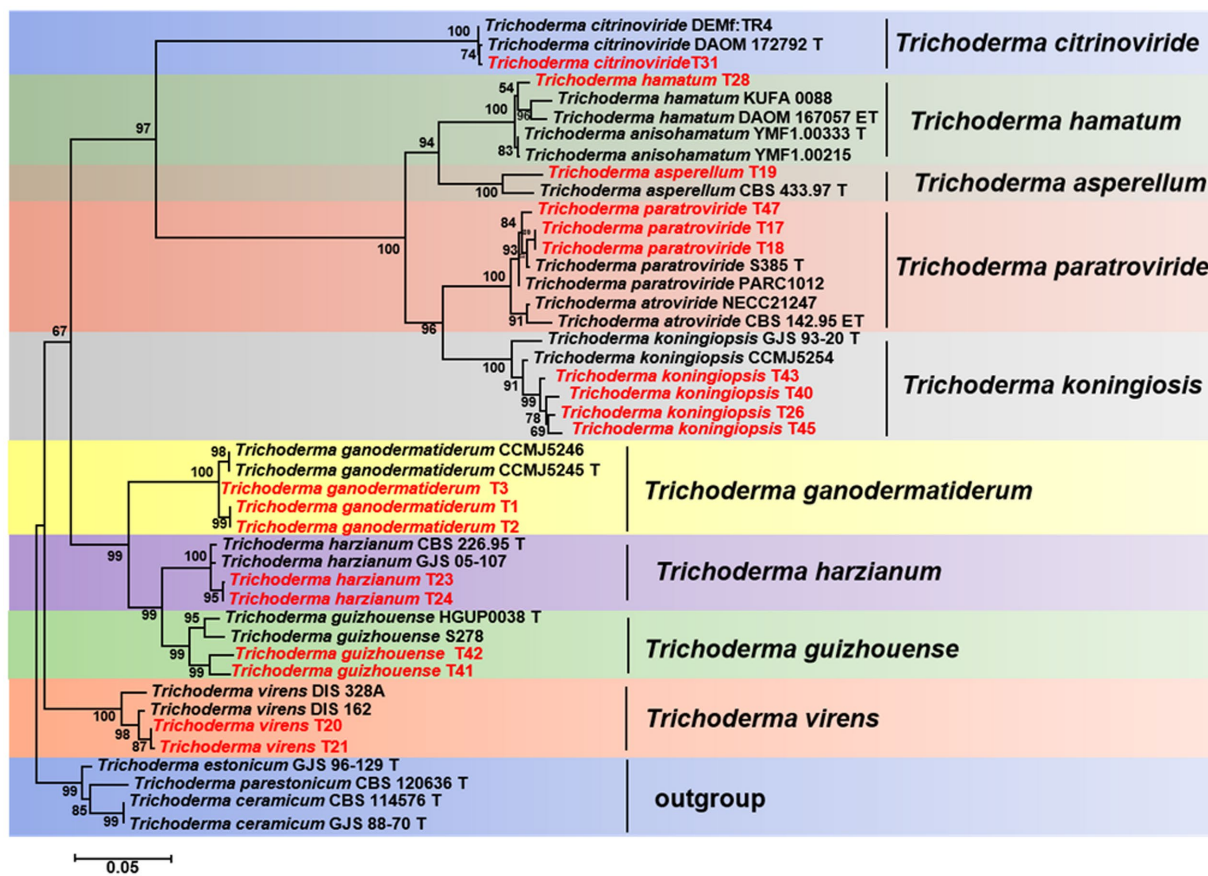 Trichoderma citrinoviride DEMf:TR4
Trichoderma citrinoviride DAOM 172792 T
Trichoderma citrinovirideT31
Trichoderma citrinoviride
Trichoderma hamatum T28
Trichoderma hamatum KUFA 0088
Trichoderma hamatum DAOM 167057 ET
Trichoderma anisohamatum YMF1.00333 T
Trichoderma anisohamatum YMF1.00215
Trichoderma hamatum
Trichoderma asperellum T19
Trichoderma asperellum CBS 433.97 T
Trichoderma asperellum
Trichoderma paratroviride T47
Trichoderma paratroviride T17
Trichoderma paratroviride T18
Trichoderma paratroviride S385 T
Trichoderma paratroviride PARC1012
Trichoderma atroviride NECC21247
Trichoderma atroviride CBS 142.95 ET
Trichoderma paratroviride
Trichoderma koningiopsis GJS 93-20 T
Trichoderma koningiopsis CCMJ5254
Trichoderma koningiopsis T43
Trichoderma koningiopsis T40
Trichoderma koningiopsis T26
Trichoderma koningiopsis T45
Trichoderma koningiosis
Trichoderma ganodermatiderum CCMJ5246
Trichoderma ganodermatiderum CCMJ5245 T
Trichoderma ganodermatiderum T3
Trichoderma ganodermatiderum T1
Trichoderma ganodermatiderum T2
Trichoderma ganodermatiderum
Trichoderma harzianum CBS 226.95 T
Trichoderma harzianum GJS 05-107
Trichoderma harzianum T23
Trichoderma harzianum T24
Trichoderma harzianum
Trichoderma guizhouense HGUP0038 T
Trichoderma guizhouense S278
Trichoderma guizhouense T42
Trichoderma guizhouense T41
Trichoderma guizhouense
Trichoderma virens DIS 328A
Trichoderma virens DIS 162
Trichoderma virens T20
Trichoderma virens T21
Trichoderma virens
Trichoderma estonicum GJS 96-129 T
Trichoderma parestonicum CBS 120636 T
Trichoderma ceramicum CBS 114576 T
Trichoderma ceramicum GJS 88-70 T
outgroup
100
74
97
54
100
96
83
94
100
100
84
93
100
91
96
100
91
99
78
69
67
98
100
99
99
100
95
99
95
99
99
100
98
87
99
85
99
0.05